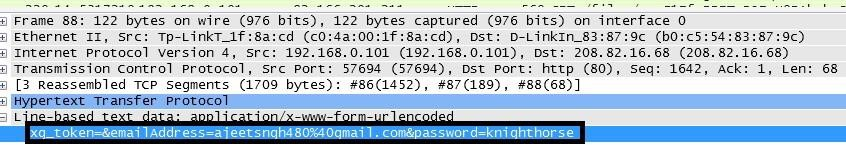 Frame 88: 122 bytes on wire (976 bits), 122 bytes captured (976 bits) on interface 0
Ethernet II, Src: Tp-LinkT_1f:8a:cd (c0:4a:00:1f:8a:cd), Dst: D-LinkIn_83:87:9c (b0:c5:54:83:87:9c)
Internet Protocol Version 4, Src: 192.168.0.101 (192.168.0.101), Dst: 208.82.16.68 (208.82.16.68)
Transmission Control Protocol, Src Port: 57694 (57694), Dst Port: http (80), Seq: 1642, Ack: 1, Len: 68
[3 Reassembled TCP Segments (1709 bytes): #86(1452), #87(189), #88(68)]
Hypertext Transfer Protocol
Line-based text data: application/x-www-form-urlencoded
xg_token=&emailAddress=ajeetsngh480%40gmail.com&password=knighthorse